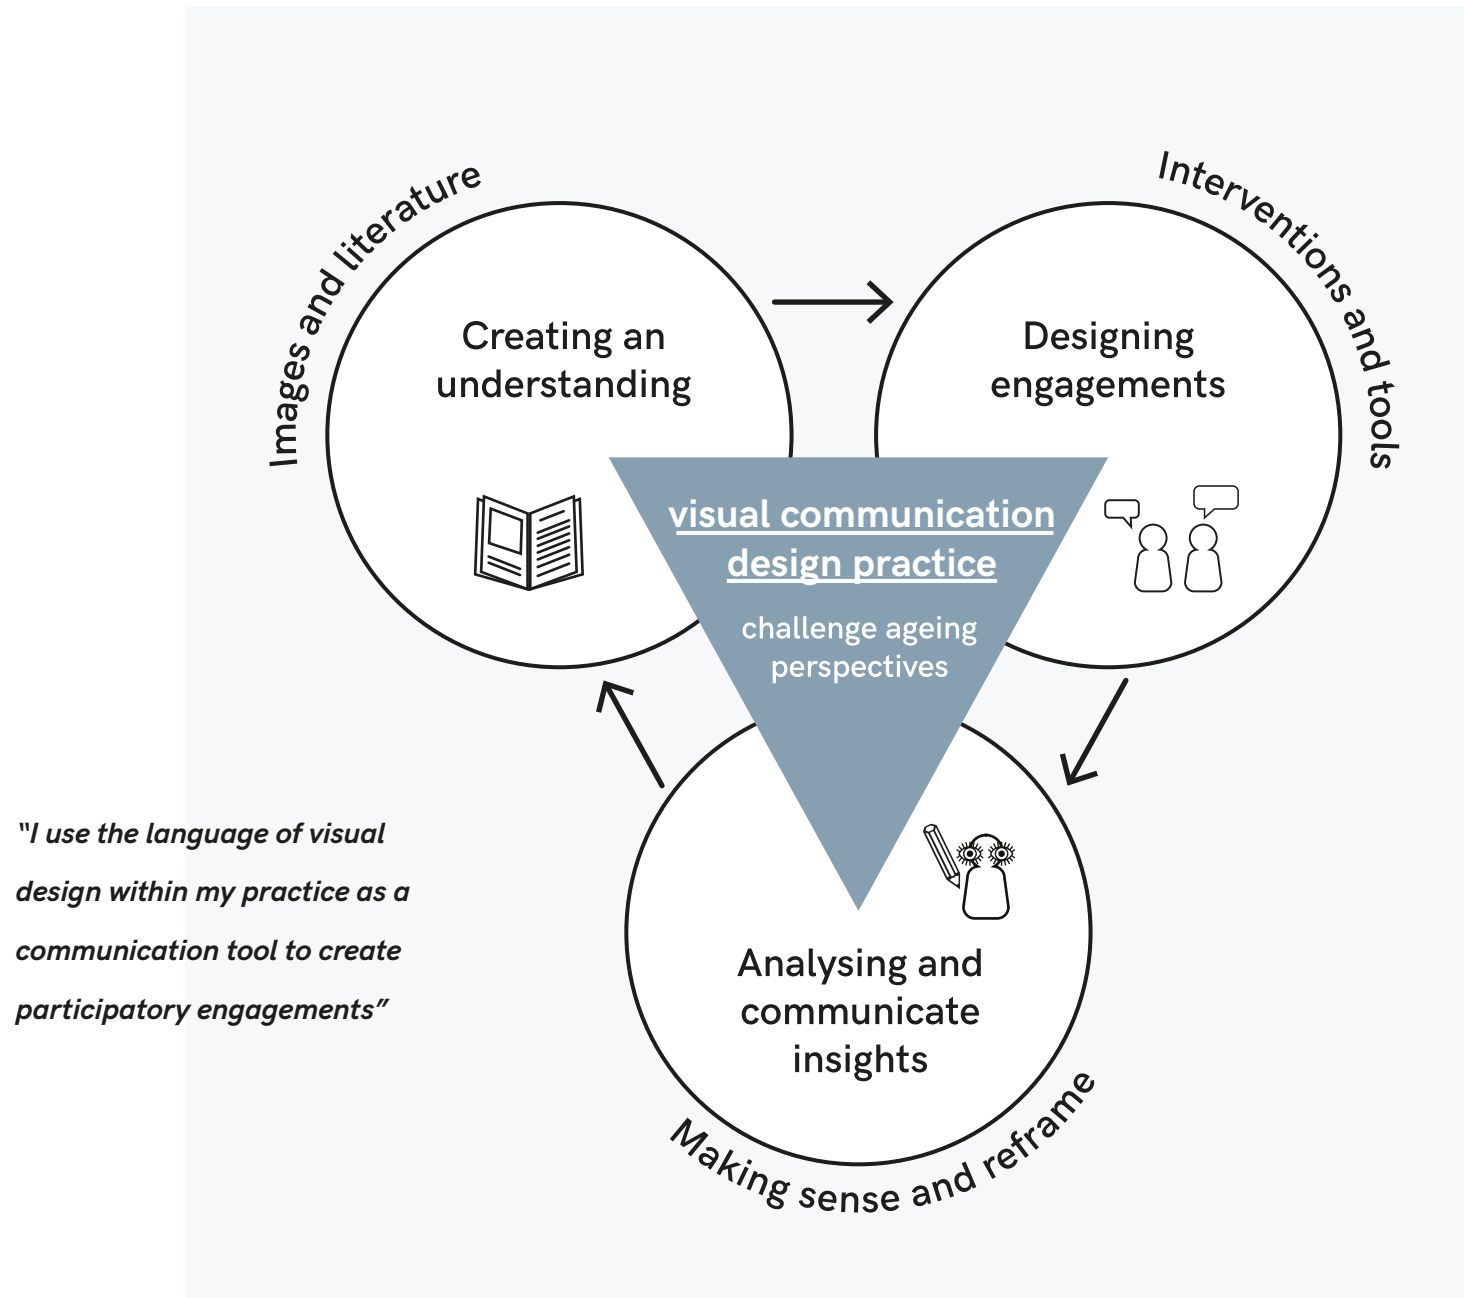 Images and literature
Creating an
understanding
Interventions and tools
Designing
engagements
visual communication
design practice
challenge ageing
perspectives
"I use the language of visual
design within my practice as a
communication tool to create
participatory engagements”
Analysing and
communicate
insights
Making sense and reframe